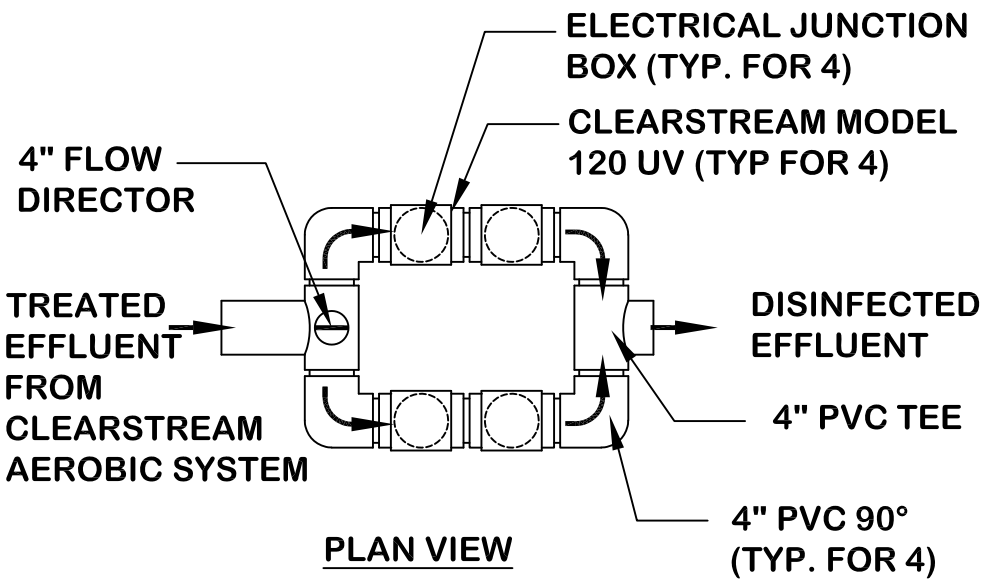 ELECTRICAL JUNCTION
BOX (TYP. FOR 4)
CLEARSTREAM MODEL
120 UV (TYP FOR 4)
4" FLOW
DIRECTOR
TREATED
EFFLUENT
FROM
CLEARSTREAM
AEROBIC SYSTEM
DISINFECTED
EFFLUENT
4" PVC TEE
4" PVC 90°
(TYP. FOR 4)
PLAN VIEW